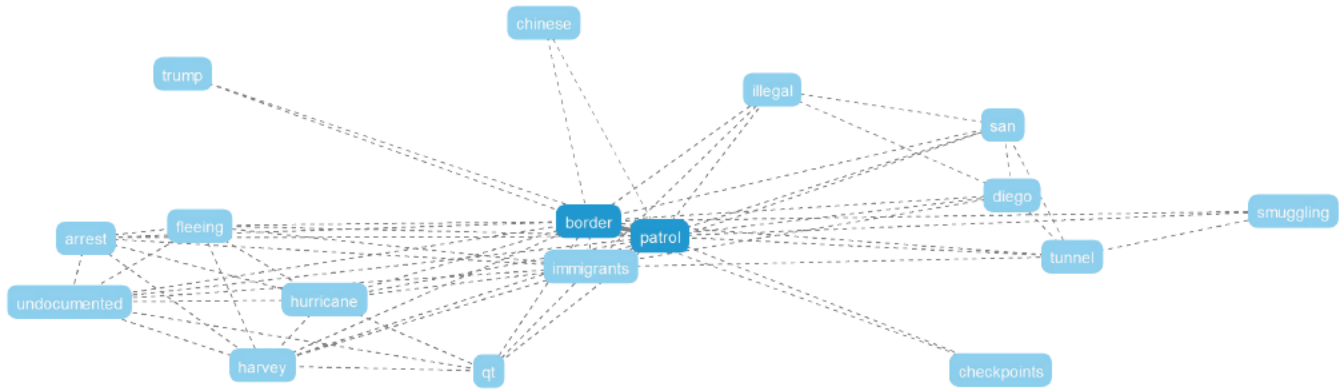 chinese
trump
illegal
san
diego
smuggling
border
patrol
fleeing
arrest
immigrants
tunnel
undocumented
hurricane
harvey
qt
checkpoints